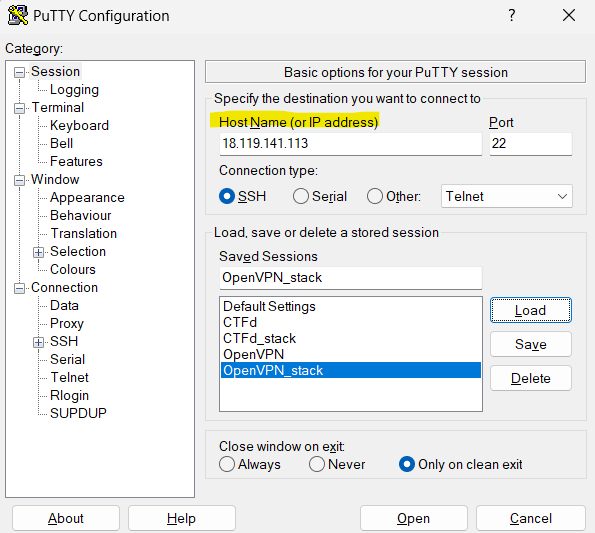 PuTTY Configuration
?
Category:
Session
Logging
Terminal
Keyboard
Bell
Features
Window
Appearance
Behaviour
Translation
Selection
Colours
Connection
Data
Proxy
SSH
Serial
Telnet
Rlogin
SUPDUP
Basic options for your PuTTY session
Specify the destination you want to connect to
Host Name (or IP address) Port
18.119.141.113 22
Connection type:
SSH Serial Other: Telnet
Load, save or delete a stored session
Saved Sessions
OpenVPN_stack
Default Settings
CTFd
CTFd_stack
OpenVPN
OpenVPN_stack
Load
Save
Delete
Close window on exit:
Always Never Only on clean exit
About Help Open Cancel